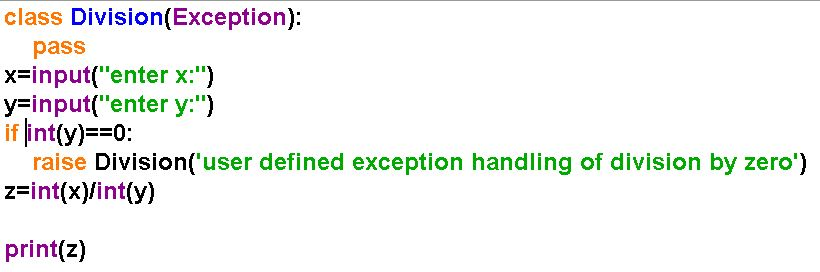 class Division(Exception):
    pass
x=input("enter x:")
y=input("enter y:")
if int(y)==0:
    raise Division('user defined exception handling of division by zero')
z=int(x)/int(y)

print(z)